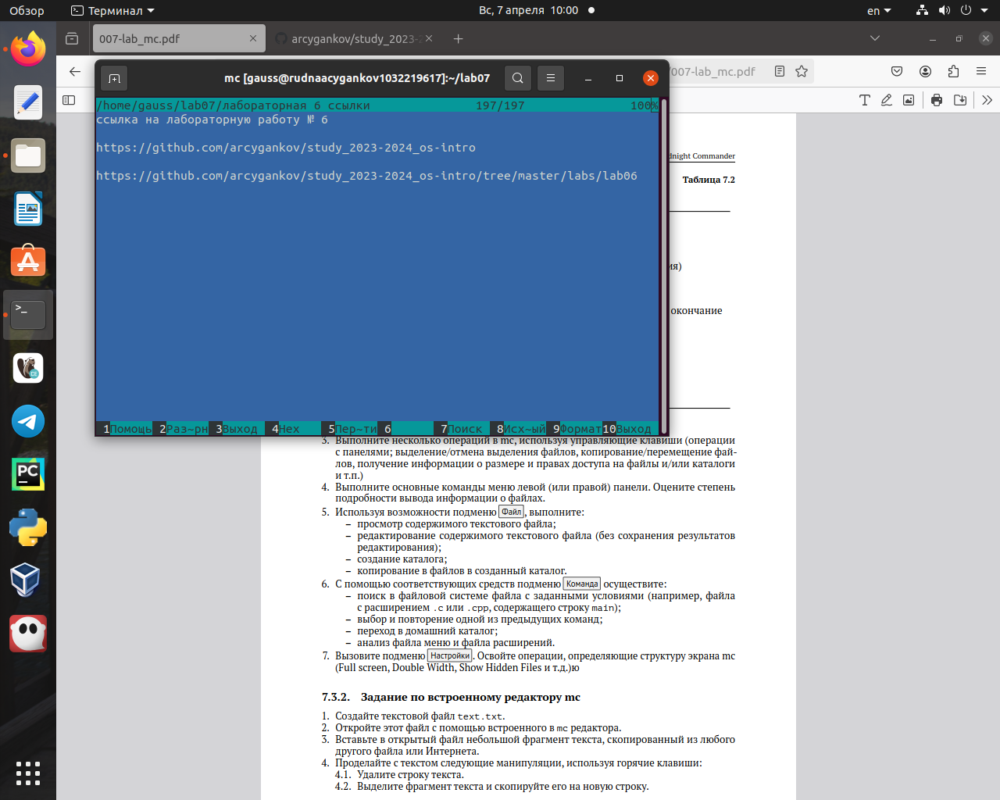 Обзор
Терминал
Вс, 7 апреля 10:00
en
007-lab_mc.pdf
arcygankov/study_2023-2
/007-lab_mc.pdf
mc [gauss@rudnaacygankov1032219617]:~/lab07
/home/gauss/lab07/лабораторная 6 ссылки 197/197 100%
ссылка на лабораторную работу № 6
https://github.com/arcygankov/study_2023-2024_os-intro
https://github.com/arcygankov/study_2023-2024_os-intro/tree/master/labs/lab06
1Помощь 2Раз~рн 3Выход 4Hex 5Пер~ти 6 7Поиск 8Исх~ый 9Формат 10Выход
Commander
Таблица 7.2
окончание
3. Выполните несколько операций в mc, используя управляющие клавиши (операции
с панелями; выделение/отмена выделения файлов, копирование/перемещение фай-
лов, получение информации о размере и правах доступа на файлы и/или каталоги
и т.п.)
4. Выполните основные команды меню левой (или правой) панели. Оцените степень
подробности вывода информации о файлах.
5. Используя возможности подменю Файл, выполните:
– просмотр содержимого текстового файла;
– редактирование содержимого текстового файла (без сохранения результатов
редактирования);
– создание каталога;
– копирование в файлов в созданный каталог.
6. С помощью соответствующих средств подменю Команда осуществите:
– поиск в файловой системе файла с заданными условиями (например, файла
с расширением .c или .cpp, содержащего строку main);
– выбор и повторение одной из предыдущих команд;
– переход в домашний каталог;
– анализ файла меню и файла расширений.
7. Вызовите подменю Настройки. Освойте операции, определяющие структуру экрана mc
(Full screen, Double Width, Show Hidden Files и т.д.)ю
7.3.2. Задание по встроенному редактору mc
1. Создайте текстовой файл text.txt.
2. Откройте этот файл с помощью встроенного в mc редактора.
3. Вставьте в открытый файл небольшой фрагмент текста, скопированный из любого
другого файла или Интернета.
4. Проделайте с текстом следующие манипуляции, используя горячие клавиши:
4.1. Удалите строку текста.
4.2. Выделите фрагмент текста и скопируйте его на новую строку.